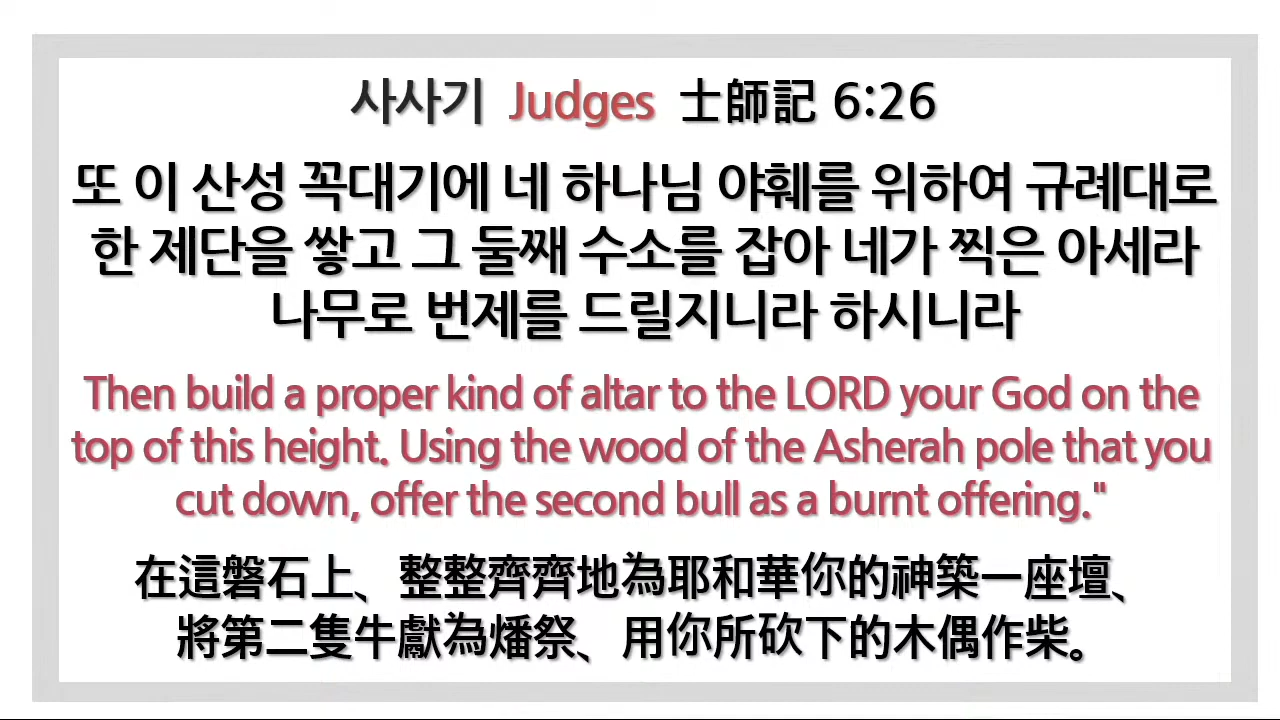 사사기 Judges 士師記 6:26
또 이 산성 꼭대기에 네 하나님 야훼를 위하여 규례대로
한 제단을 쌓고 그 둘째 수소를 잡아 네가 찍은 아세라
나무로 번제를 드릴지니라 하시니라
Then build a proper kind of altar to the LORD your God on the
top of this height. Using the wood of the Asherah pole that you
cut down, offer the second bull as a burnt offering."
在這磐石上、整整齊齊地為耶和華你的神築一座壇、
將第二隻牛獻為燔祭、用你所砍下的木偶作柴。